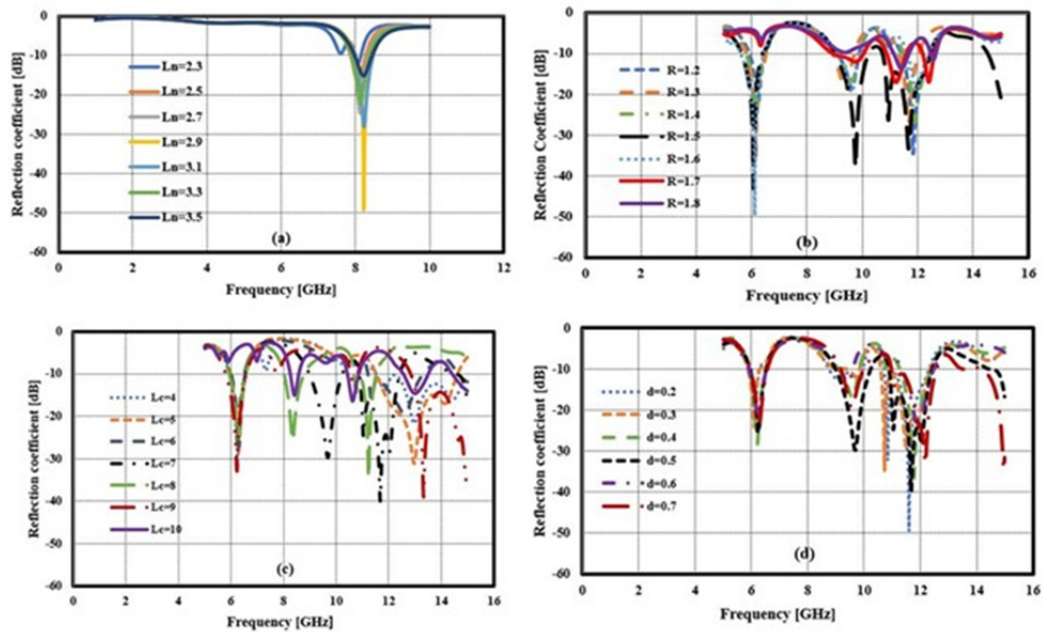 Reflection coefficient [dB]
0
-10
-20
-30
-40
-50
-60
Ln=2.3
Ln=2.5
Ln=2.7
Ln=2.9
Ln=3.1
Ln=3.3
Ln=3.5
(a)
0 2 4 6 8 10 12
Frequency [GHz]
Reflection Coefficient [dB]
0
-10
-20
-30
-40
-50
-60
R=1.2
R=1.3
R=1.4
R=1.5
R=1.6
R=1.7
R=1.8
(b)
0 2 4 6 8 10 12 14 16
Frequency [GHz]
Reflection coefficient [dB]
0
-10
-20
-30
-40
-50
-60
Lc=4
Lc=5
Lc=6
Lc=7
Lc=8
Lc=9
Lc=10
(c)
0 2 4 6 8 10 12 14 16
Frequency [GHz]
Reflection coefficient [dB]
0
-10
-20
-30
-40
-50
-60
d=0.2
d=0.3
d=0.4
d=0.5
d=0.6
d=0.7
(d)
0 2 4 6 8 10 12 14 16
Frequency [GHz]